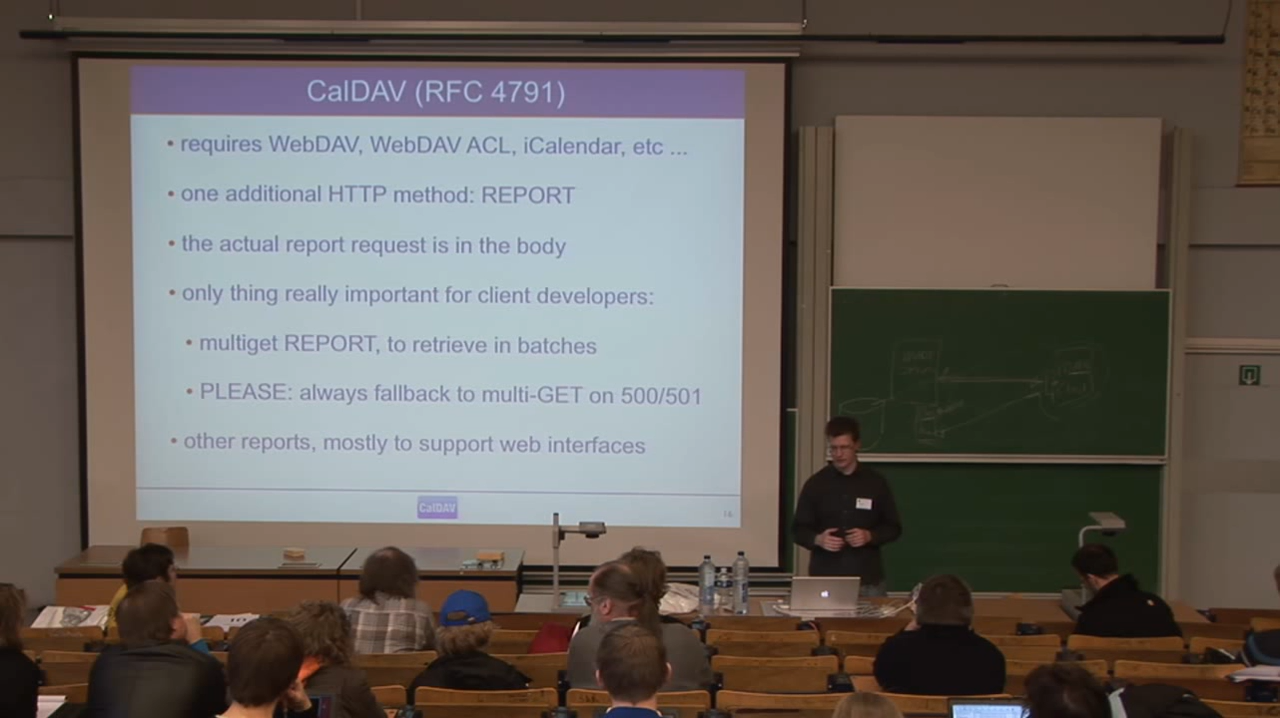 CalDAV (RFC 4791)
• requires WebDAV, WebDAV ACL, iCalendar, etc ...
• one additional HTTP method: REPORT
• the actual report request is in the body
• only thing really important for client developers:
• multiget REPORT, to retrieve in batches
• PLEASE: always fallback to multi-GET on 500/501
• other reports, mostly to support web interfaces
CalDAV
16